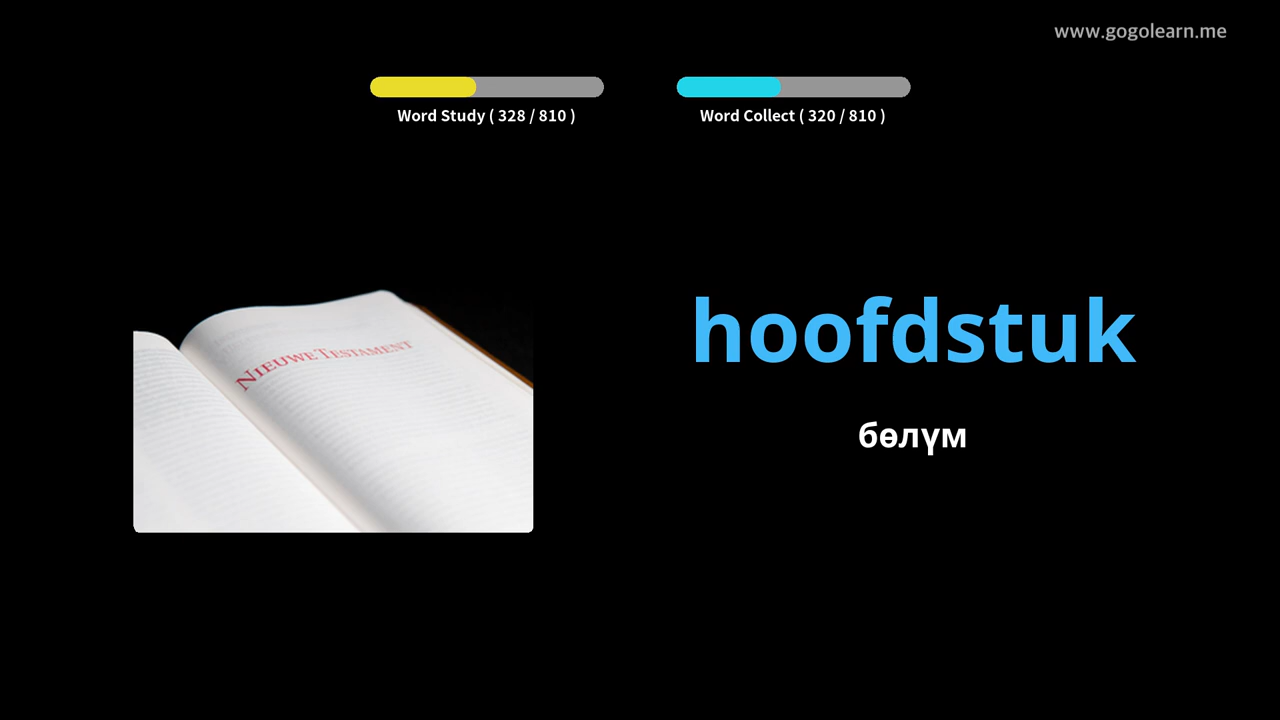 www.gogolearn.me
Word Study ( 328 / 810 )
Word Collect ( 320 / 810 )
NIEUWE TESTAMENT
hoofdstuk
бөлүм